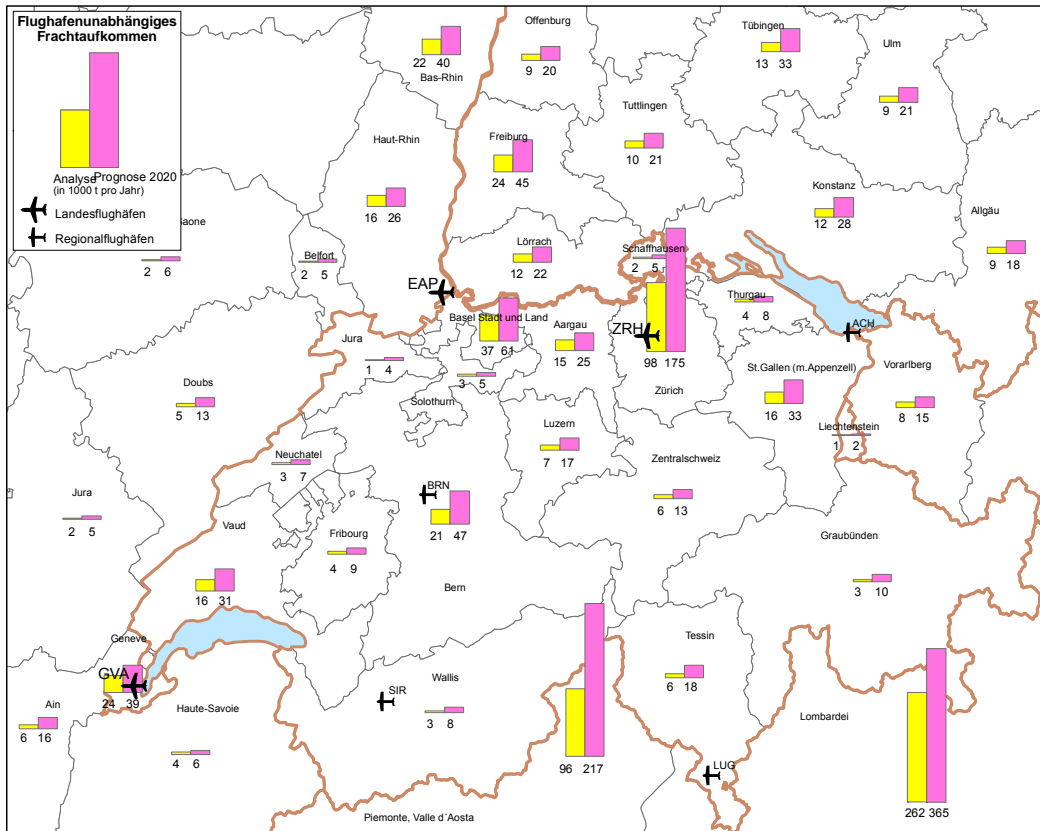 Flughafenunabhängiges
Frachtaufkommen
Analyse Prognose 2020
(in 1000 t pro Jahr)
Landesflughäfen
Regionalflughäfen
Offenburg
9 20
Tübingen
13 33
Ulm
9 21
22 40
Bas-Rhin
Tuttlingen
10 21
Haut-Rhin
16 26
Freiburg
24 45
Konstanz
12 28
Allgäu
9 18
aone
2 6
Belfort
2 5
Lörrach
12 22
Schaffhausen
2 5
EAP
Thurgau
4 8
ACH
Basel Stadt und Land
37 61
Aargau
15 25
ZRH
98 175
Zürich
Jura
1 4
3 5
Solothurn
St.Gallen (m.Appenzell)
16 33
Vorarlberg
8 15
Doubs
5 13
Liechtenstein
1 2
Luzern
7 17
Neuchatel
3 7
Zentralschweiz
6 13
Jura
2 5
BRN
21 47
Vaud
16 31
Fribourg
4 9
Bern
Graubünden
3 10
Geneve
GVA
24 39
Tessin
6 18
Wallis
3 8
SIR
Ain
6 16
Haute-Savoie
4 6
96 217
Lombardei
262 365
LUG
Piemonte, Valle d´Aosta